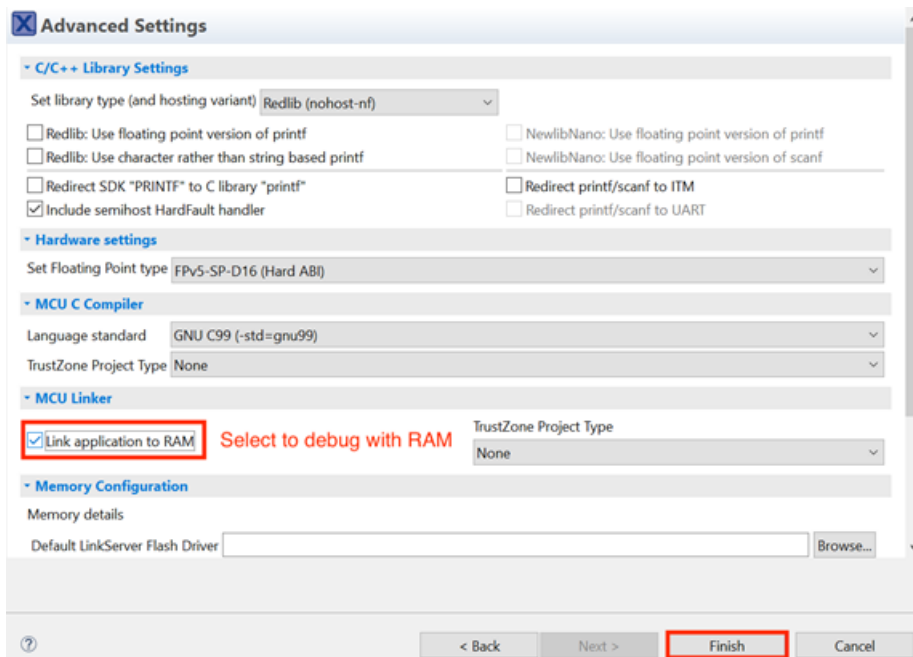 Advanced Settings
C/C++ Library Settings
Set library type (and hosting variant) Redlib (nohost-nf)
Redlib: Use floating point version of printf
NewlibNano: Use floating point version of printf
Redlib: Use character rather than string based printf
NewlibNano: Use floating point version of scanf
Redirect SDK "PRINTF" to C library "printf"
Redirect printf/scanf to ITM
Include semihost HardFault handler
Redirect printf/scanf to UART
Hardware settings
Set Floating Point type FPv5-SP-D16 (Hard ABI)
MCU C Compiler
Language standard GNU C99 (-std=gnu99)
TrustZone Project Type None
MCU Linker
Link application to RAM
Select to debug with RAM
TrustZone Project Type
None
Memory Configuration
Memory details
Default LinkServer Flash Driver
Browse...
? < Back Next > Finish Cancel